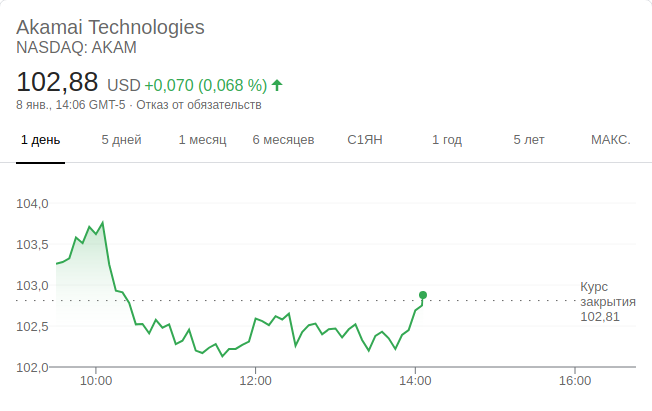 Akamai Technologies
NASDAQ: AKAM
102,88 USD +0,070 (0,068 %)
8 янв., 14:06 GMT-5 · Отказ от обязательств
1 день 5 дней 1 месяц 6 месяцев С1ЯН 1 год 5 лет МАКС.
104,0
103,5
103,0
Курс
закрытия
102,81
102,5
102,0
10:00 12:00 14:00 16:00